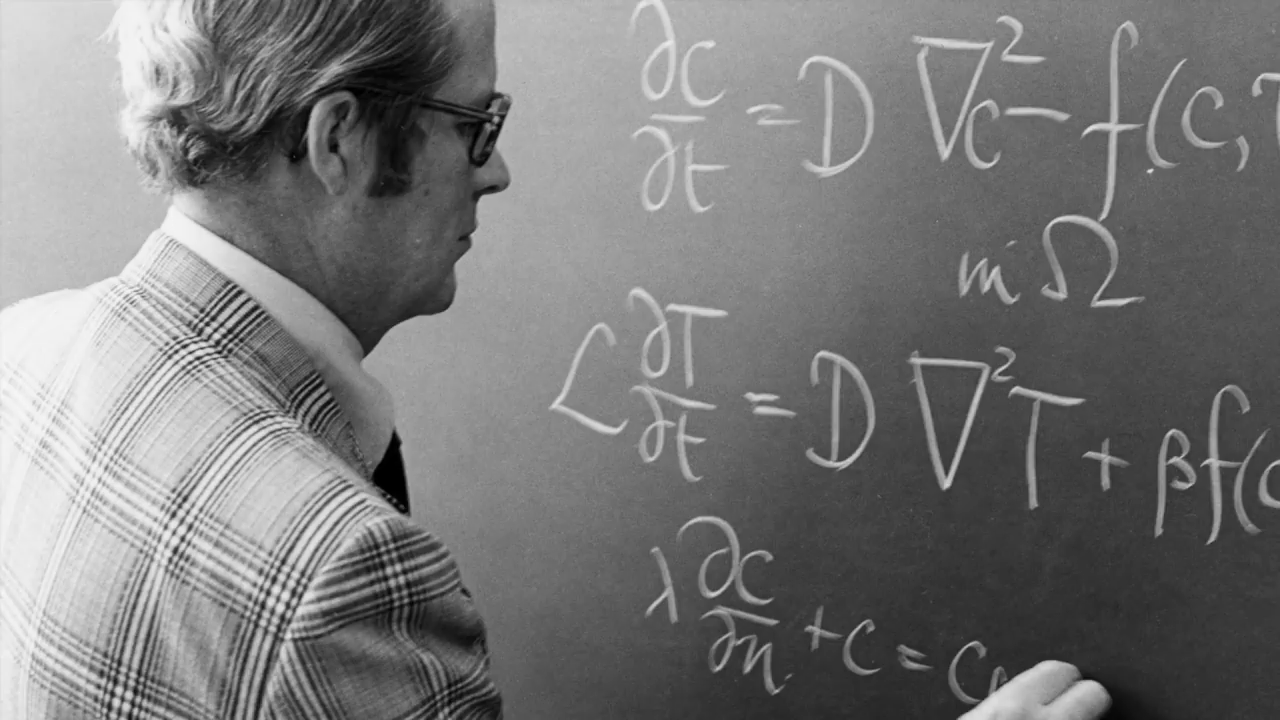 ∂c/∂t = D ∇²c − f(c, T
in Ω
L ∂T/∂t = D ∇²T + βf(c
λ ∂c/∂n + c = c